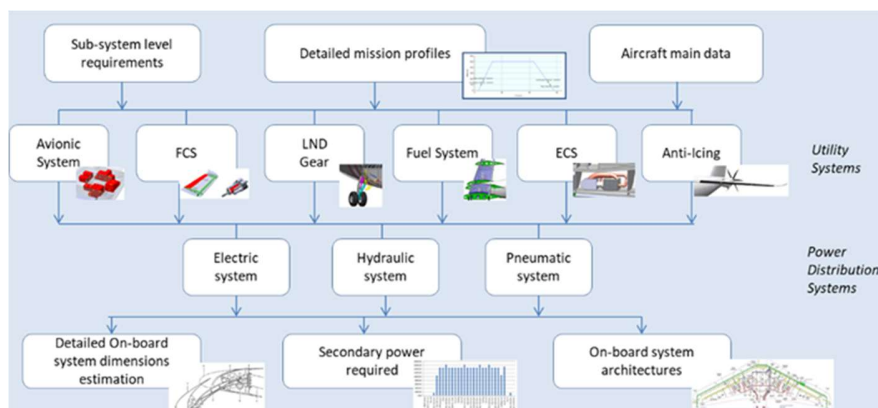 Sub-system level
requirements
Detailed mission profiles
Aircraft main data
Avionic
System
FCS
LND
Gear
Fuel System
ECS
Anti-Icing
Utility
Systems
Electric
system
Hydraulic
system
Pneumatic
system
Power
Distribution
Systems
Detailed On-board
system dimensions
estimation
Secondary power
required
On-board system
architectures